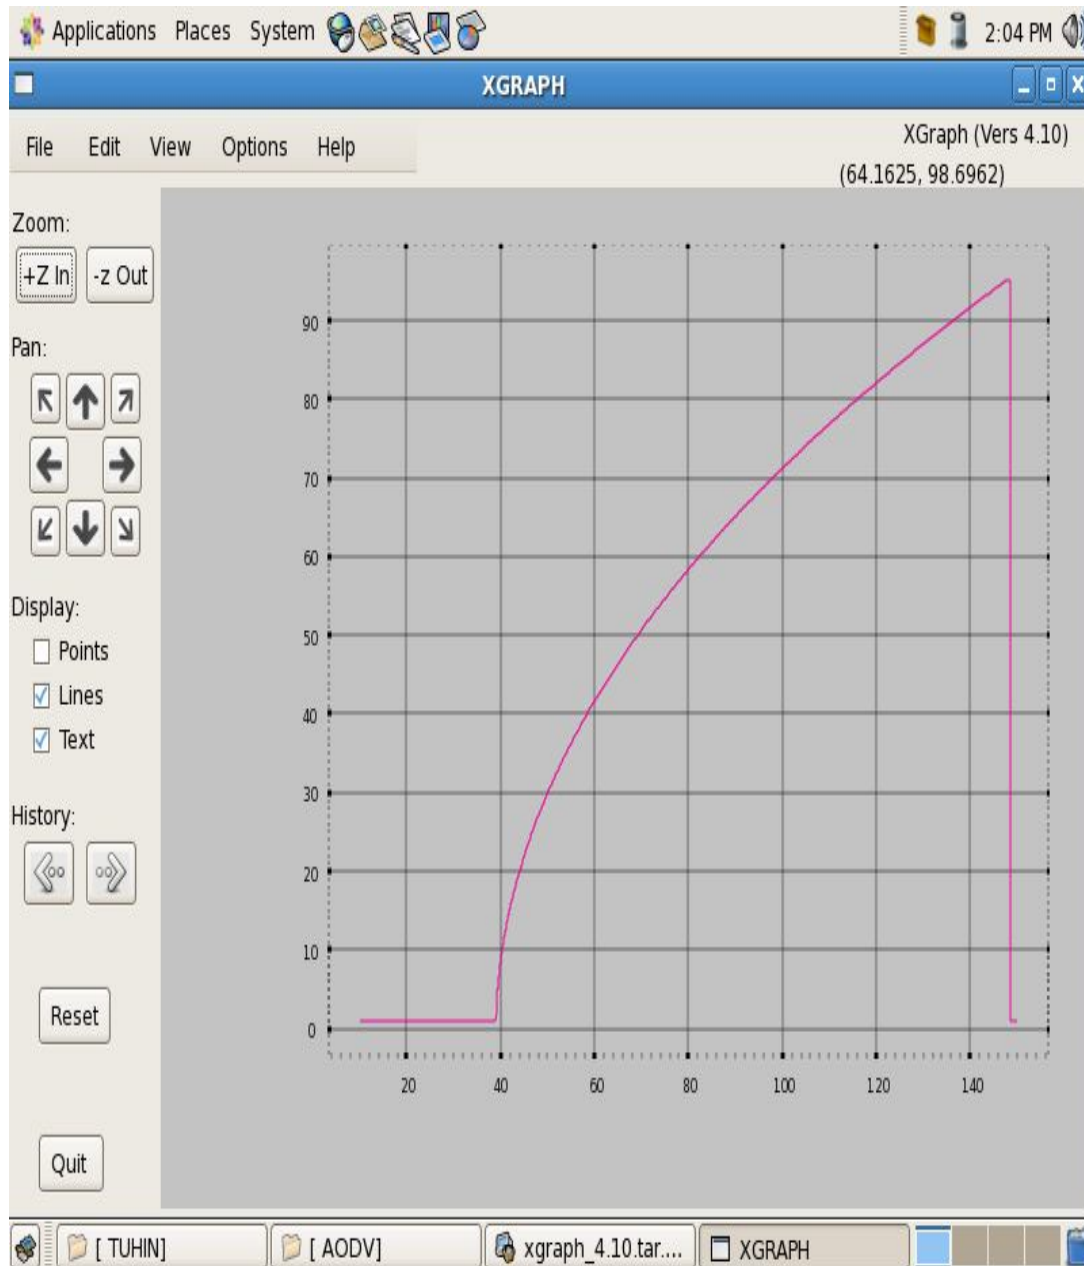 Applications Places System 2:04 PM
XGRAPH
File Edit View Options Help
XGraph (Vers 4.10)
(64.1625, 98.6962)
Zoom:
+Z In -z Out
Pan:
Display:
Points
Lines
Text
History:
Reset
Quit
90
80
70
60
50
40
30
20
10
0
20 40 60 80 100 120 140
[ TUHIN] [ AODV] xgraph_4.10.tar.... XGRAPH